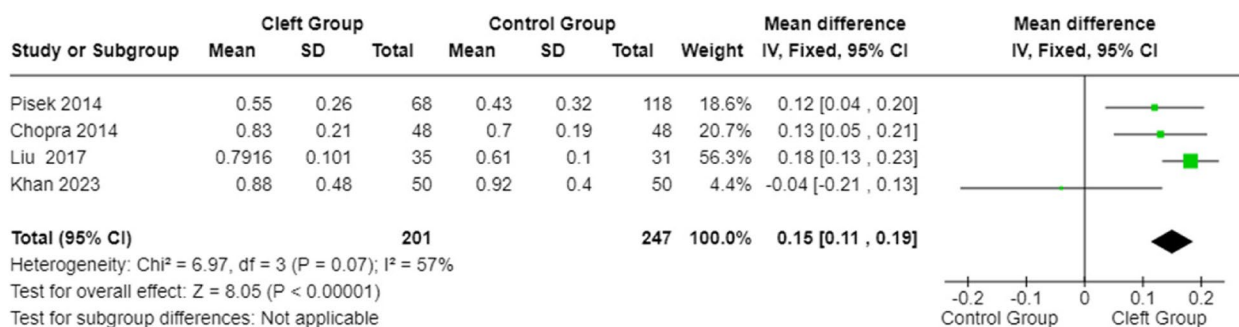 Cleft Group Control Group Mean difference Mean difference
Study or Subgroup Mean SD Total Mean SD Total Weight IV, Fixed, 95% CI IV, Fixed, 95% CI
Pisek 2014 0.55 0.26 68 0.43 0.32 118 18.6% 0.12 [0.04 , 0.20]
Chopra 2014 0.83 0.21 48 0.7 0.19 48 20.7% 0.13 [0.05 , 0.21]
Liu 2017 0.7916 0.101 35 0.61 0.1 31 56.3% 0.18 [0.13 , 0.23]
Khan 2023 0.88 0.48 50 0.92 0.4 50 4.4% -0.04 [-0.21 , 0.13]
Total (95% CI) 201 247 100.0% 0.15 [0.11 , 0.19]
Heterogeneity: Chi² = 6.97, df = 3 (P = 0.07); I² = 57%
Test for overall effect: Z = 8.05 (P < 0.00001)
Test for subgroup differences: Not applicable
-0.2 -0.1 0 0.1 0.2
Control Group Cleft Group